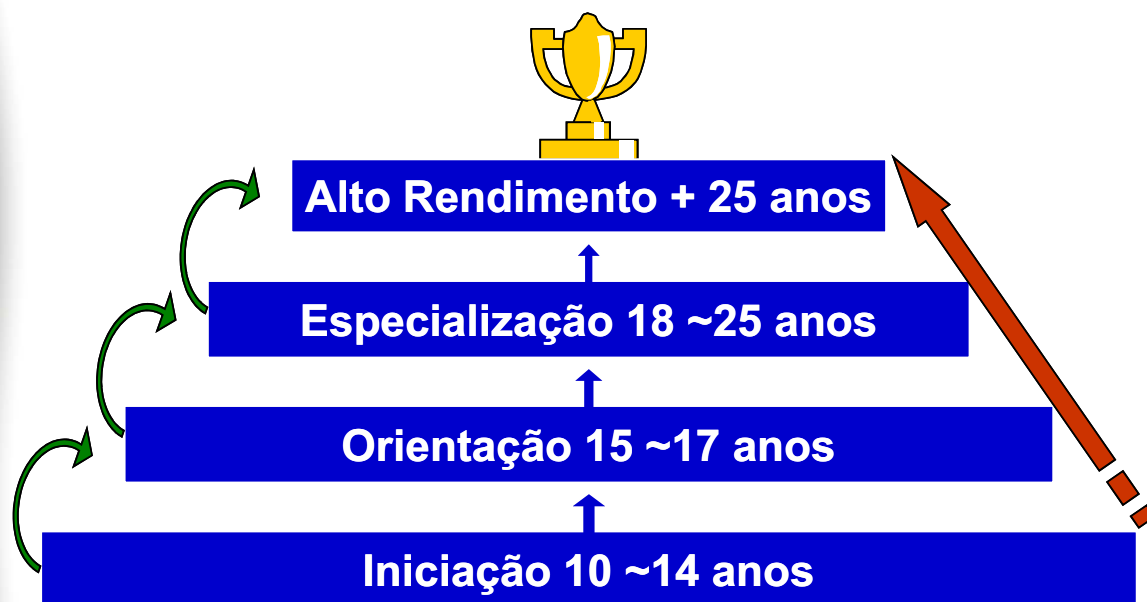 Alto Rendimento + 25 anos
Especialização 18 ~25 anos
Orientação 15 ~17 anos
Iniciação 10 ~14 anos